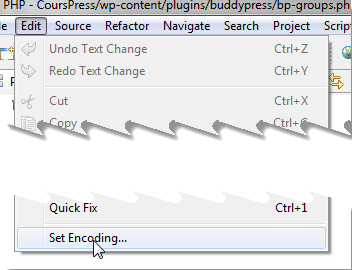 PHP - CoursPress/wp-content/plugins/buddypress/bp-groups.ph
Edit Source Refactor Navigate Search Project Script
Undo Text Change Ctrl+Z
Redo Text Change Ctrl+Y
Cut Ctrl+X
Copy
Quick Fix Ctrl+1
Set Encoding...